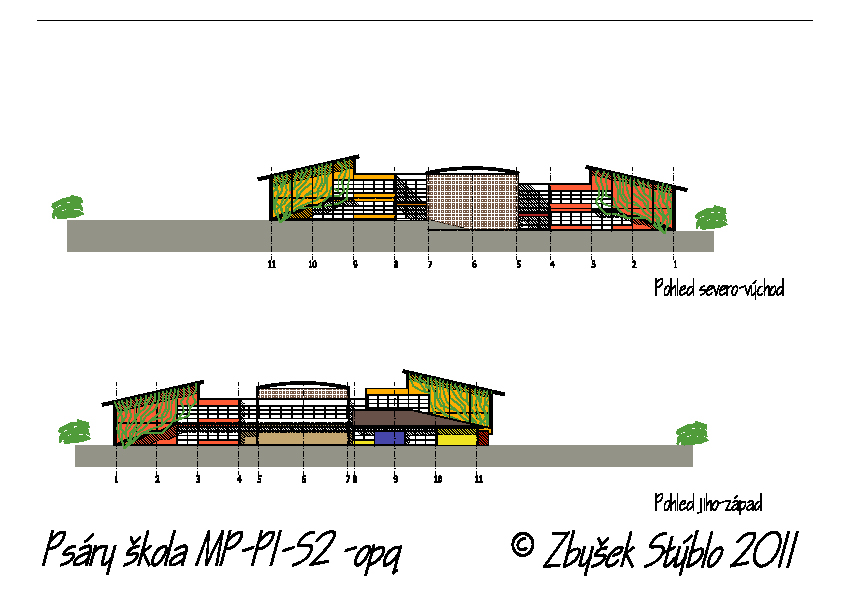 11 10 9 8 7 6 5 4 3 2 1
Pohled severo-východ
1 2 3 4 5 6 7 8 9 10 11
Pohled jiho-západ
Psáry škola MP-P1-S2 -opq © Zbyšek Stýblo 2011